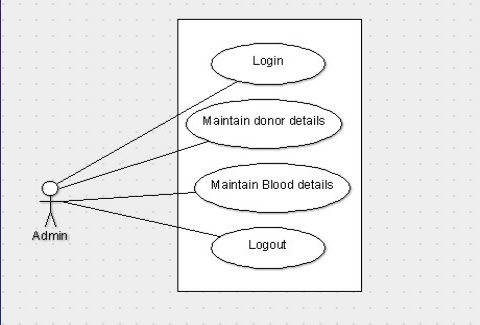 Login
Maintain donor details
Maintain Blood details
Logout
Admin